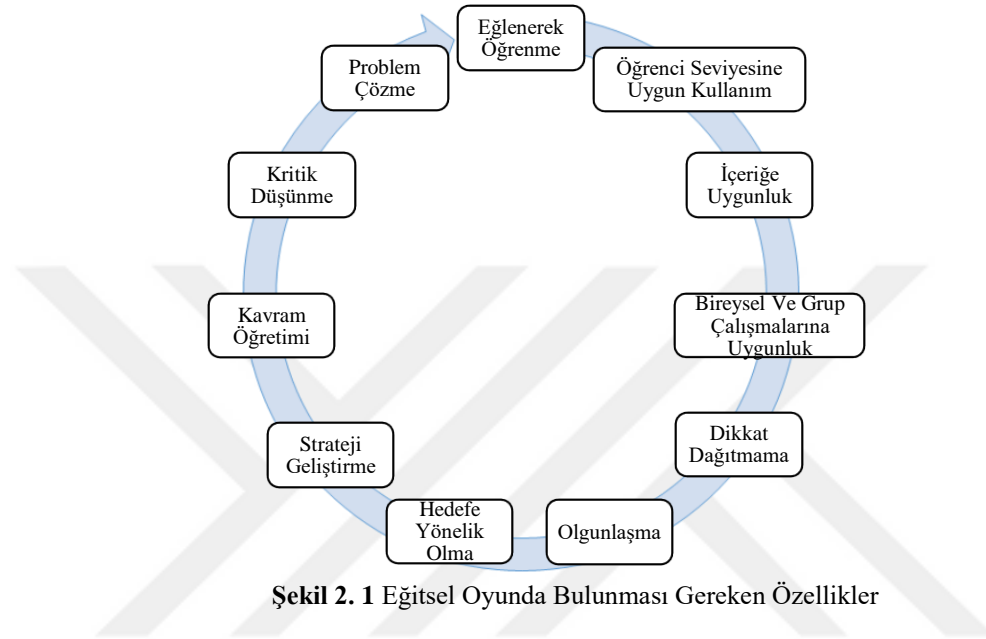 Eğlenerek
Öğrenme
Öğrenci Seviyesine
Uygun Kullanım
İçeriğe
Uygunluk
Bireysel Ve Grup
Çalışmalarına
Uygunluk
Dikkat
Dağıtmama
Olgunlaşma
Hedefe
Yönelik
Olma
Strateji
Geliştirme
Kavram
Öğretimi
Kritik
Düşünme
Problem
Çözme
Şekil 2. 1 Eğitsel Oyunda Bulunması Gereken Özellikler